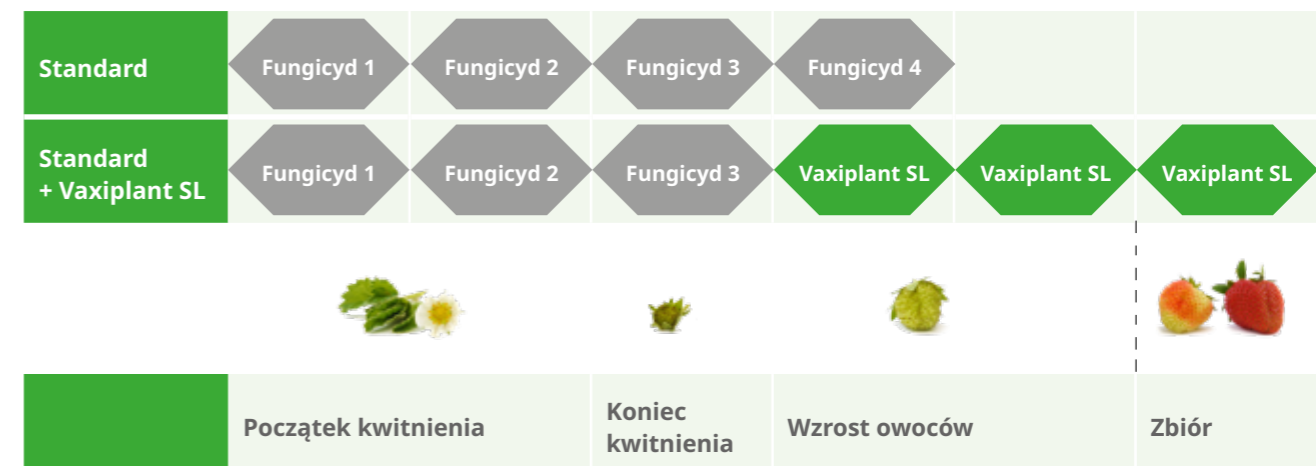 Standard
Fungicyd 1
Fungicyd 2
Fungicyd 3
Fungicyd 4
Standard
+ Vaxiplant SL
Fungicyd 1
Fungicyd 2
Fungicyd 3
Vaxiplant SL
Vaxiplant SL
Vaxiplant SL
Początek kwitnienia
Koniec
kwitnienia
Wzrost owoców
Zbiór